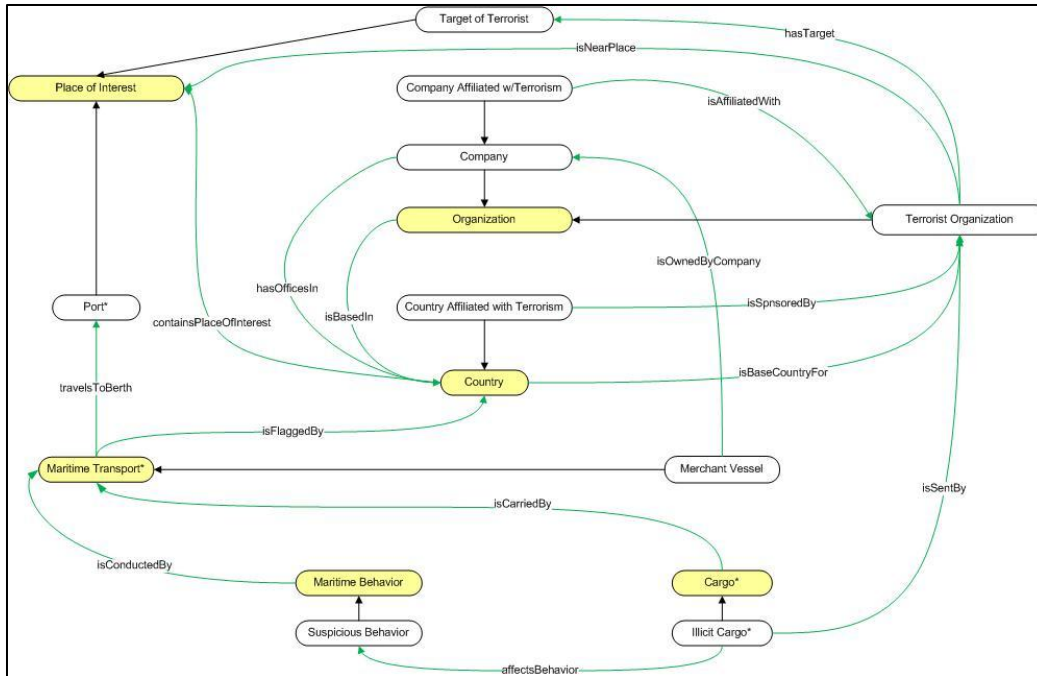 Target of Terrorist
hasTarget
isNearPlace
Place of Interest
Company Affiliated w/Terrorism
isAffiliatedWith
Company
Organization
Terrorist Organization
isOwnedByCompany
hasOfficesIn
Port*
Country Affiliated with Terrorism
isSpnsoredBy
containsPlaceOfInterest
isBasedIn
travelsToBerth
Country
isBaseCountryFor
isFlaggedBy
Maritime Transport*
Merchant Vessel
isSentBy
isCarriedBy
isConductedBy
Maritime Behavior
Cargo*
Suspicious Behavior
Illicit Cargo*
affectsBehavior